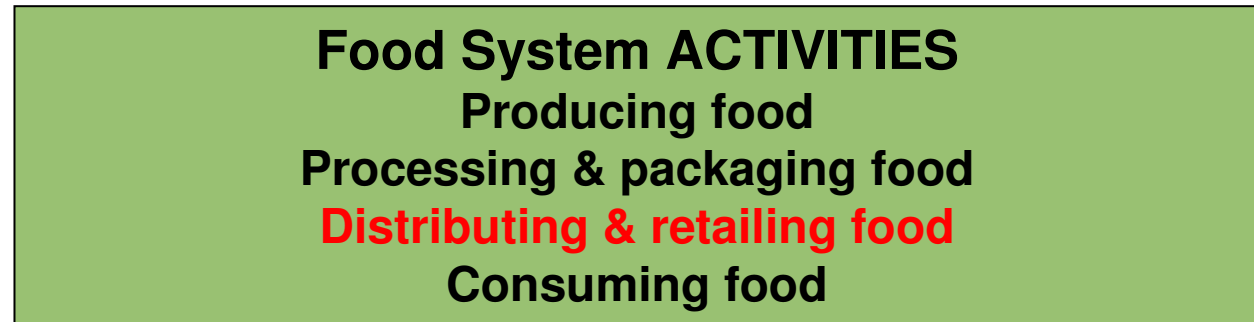 Food System ACTIVITIES
Producing food
Processing & packaging food
Distributing & retailing food
Consuming food